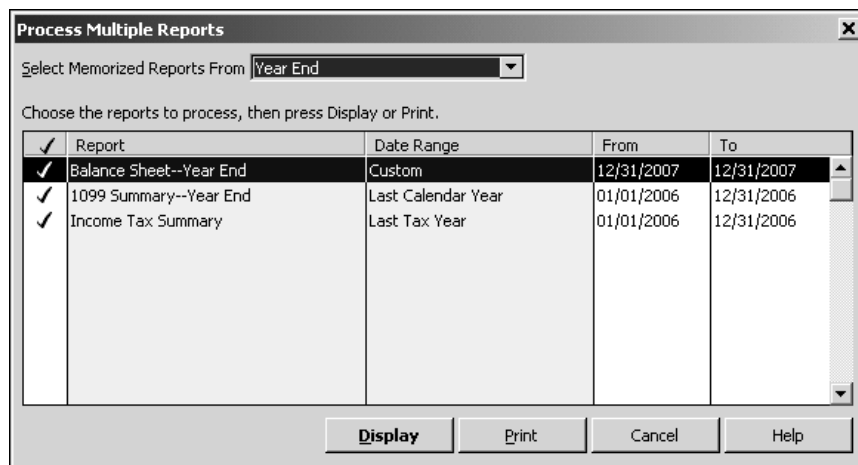 Process Multiple Reports
Select Memorized Reports From Year End
Choose the reports to process, then press Display or Print.
Report Date Range From To
Balance Sheet--Year End Custom 12/31/2007 12/31/2007
1099 Summary--Year End Last Calendar Year 01/01/2006 12/31/2006
Income Tax Summary Last Tax Year 01/01/2006 12/31/2006
Display Print Cancel Help